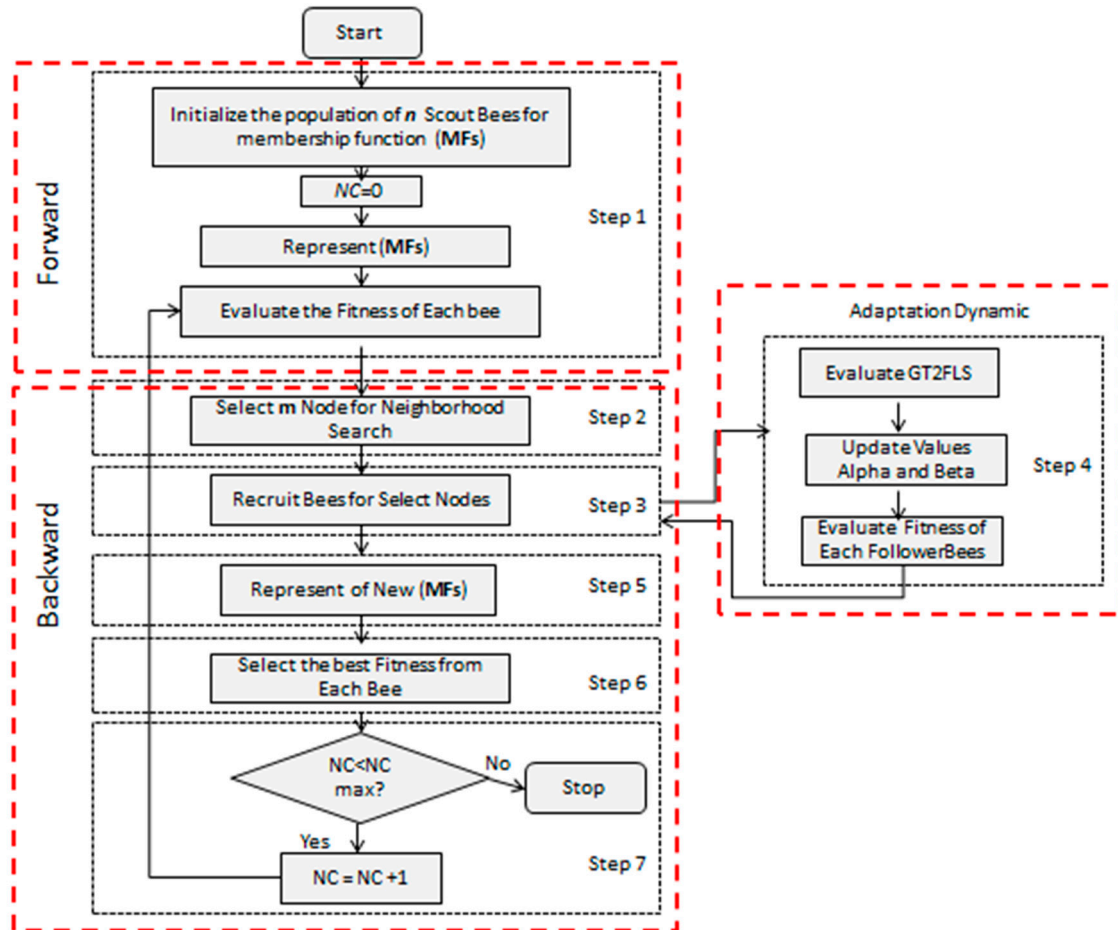 Start
Forward
Initialize the population of n Scout Bees for
membership function (MFs)
NC=0
Represent (MFs)
Evaluate the Fitness of Each bee
Step 1
Backward
Select m Node for Neighborhood
Search
Step 2
Recruit Bees for Select Nodes
Step 3
Adaptation Dynamic
Evaluate GT2FLS
Update Values
Alpha and Beta
Evaluate Fitness of
Each FollowerBees
Step 4
Represent of New (MFs)
Step 5
Select the best Fitness from
Each Bee
Step 6
NC<NC
max?
No
Stop
Yes
NC = NC +1
Step 7